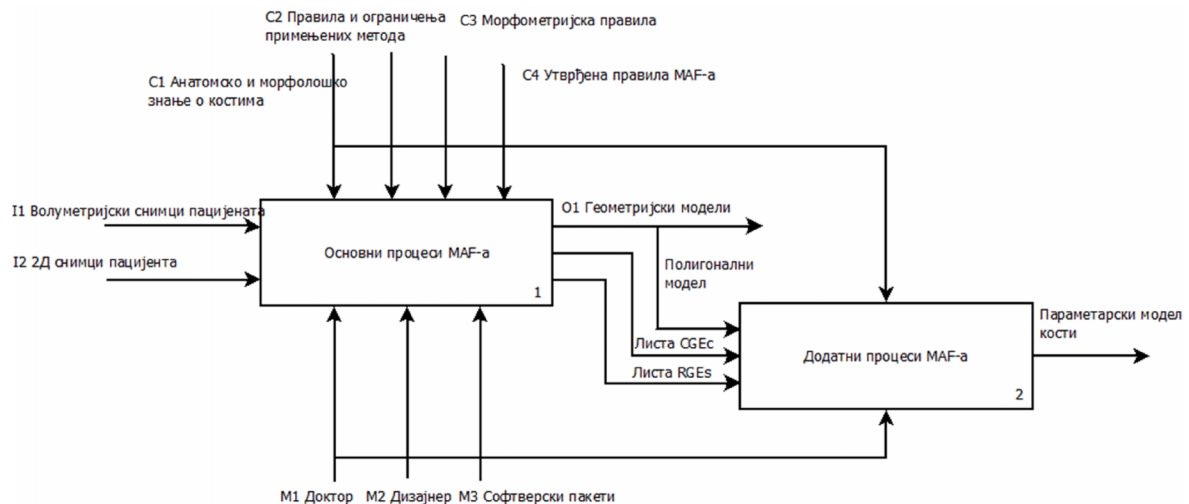 C2 Правила и ограничења
примењених метода
C3 Морфометријска правила
C1 Анатомско и морфолошко
знање о костима
C4 Утврђена правила MAF-a
I1 Волуметријски снимци пацијената
I2 2Д снимци пацијента
Основни процеси MAF-a
1
O1 Геометријски модели
Полигонални
модел
Листа CGEc
Листа RGEs
Додатни процеси MAF-a
2
Параметарски модел
кости
M1 Доктор
M2 Дизајнер
M3 Софтверски пакети